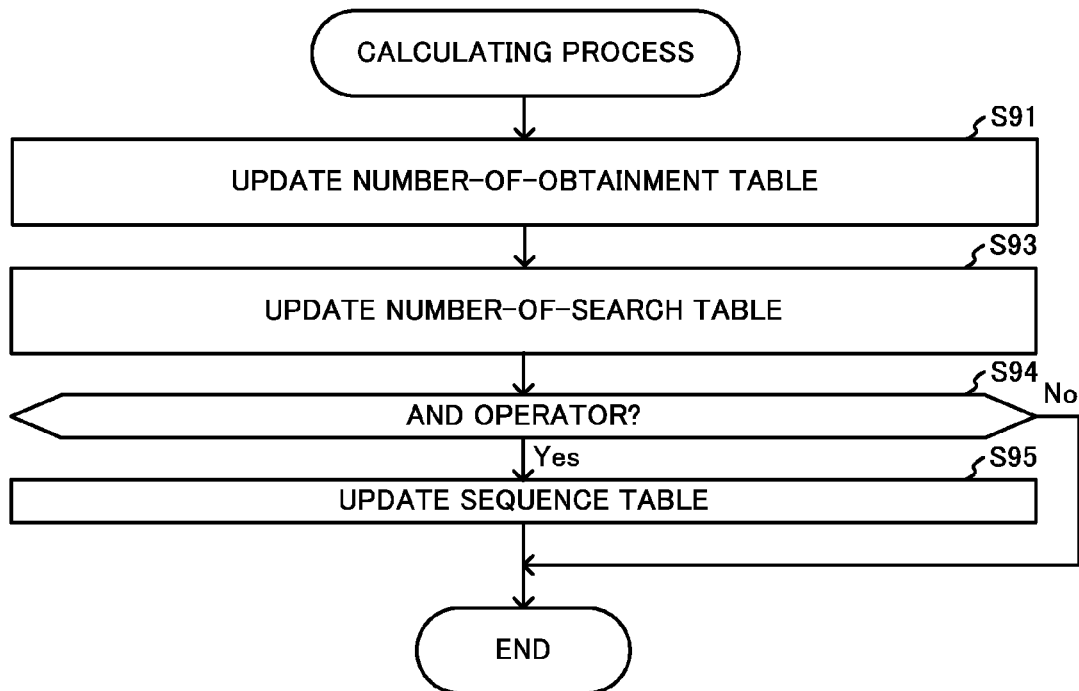 CALCULATING PROCESS
S91
UPDATE NUMBER-OF-OBTAINMENT TABLE
S93
UPDATE NUMBER-OF-SEARCH TABLE
S94
AND OPERATOR?
No
Yes
S95
UPDATE SEQUENCE TABLE
END